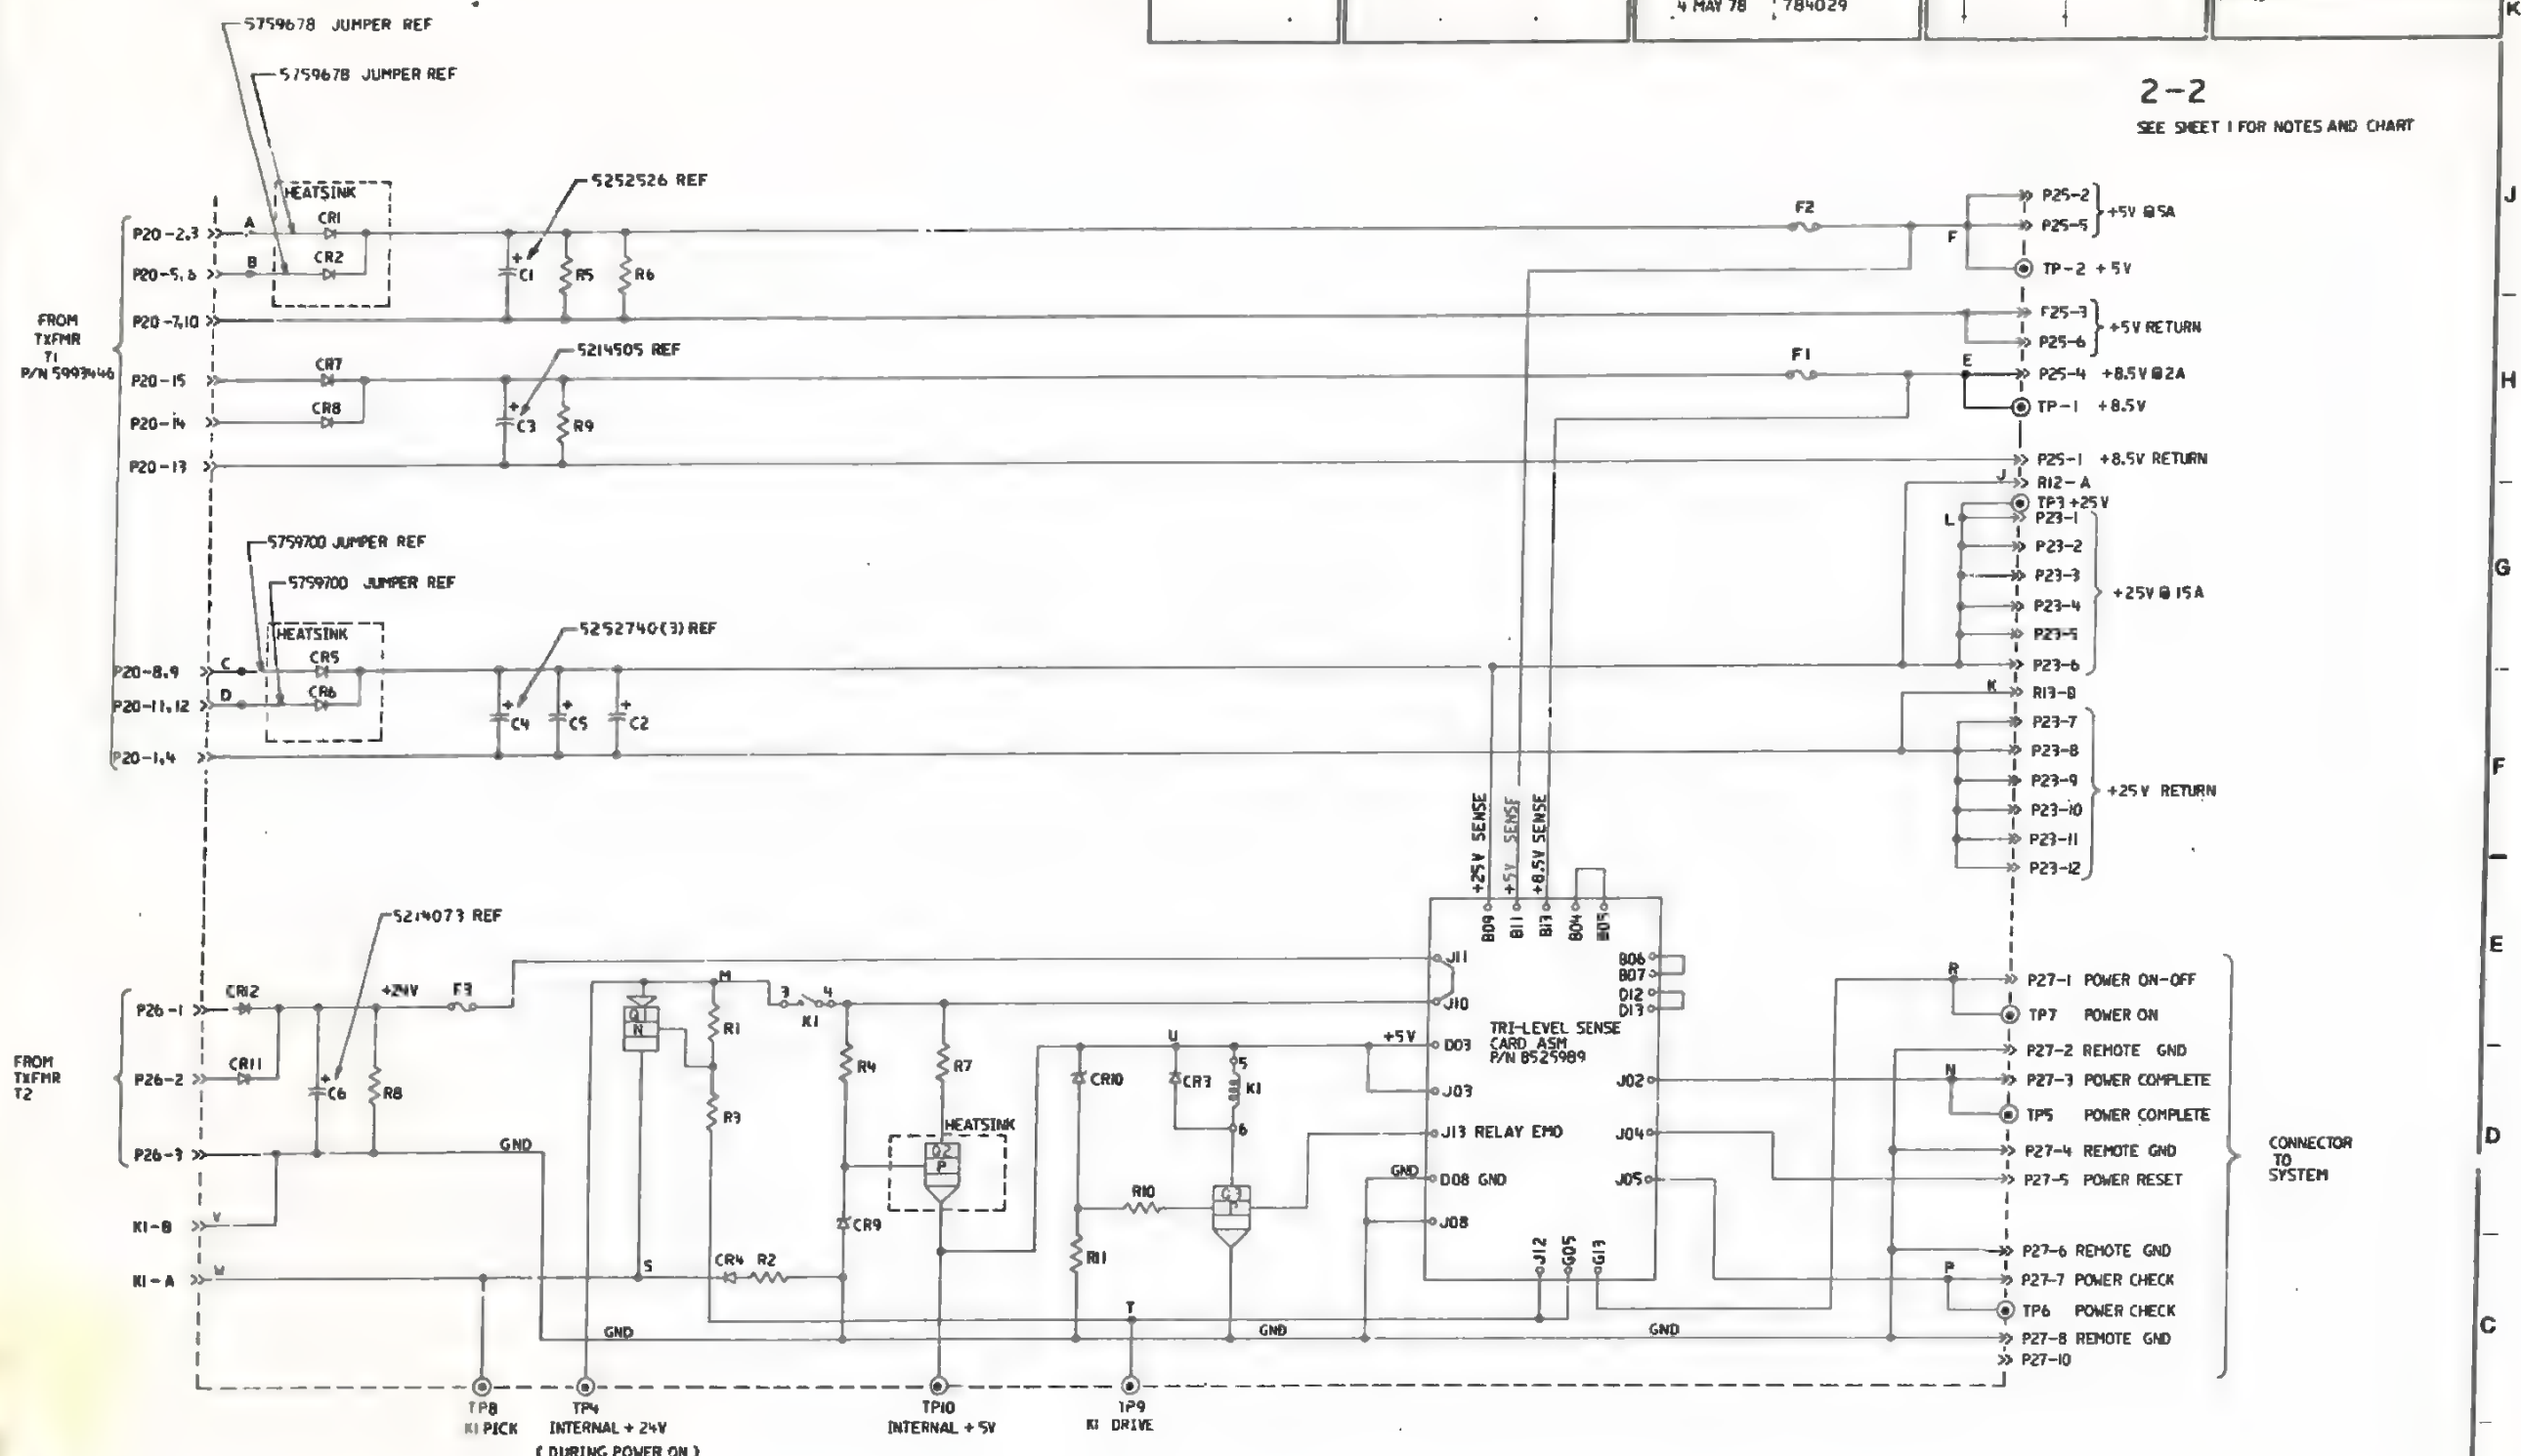 4 MAY 78 784029
K
5759678 JUMPER REF
5759678 JUMPER REF
2-2
SEE SHEET 1 FOR NOTES AND CHART
HEATSINK
5252526 REF
J
A
CR1
F2
P25-2
+5V @5A
P20-2,3
P25-5
F
B
CR2
P20-5,6
+
C1
R5
R6
TP-2 +5V
FROM
TXFMR
T1
P/N 5993446
P20-7,10
P25-3
+5V RETURN
P25-6
5214505 REF
CR7
F1
E
P20-15
P25-4 +8.5V @2A
H
CR8
+
C3
R9
TP-1 +8.5V
P20-14
P20-13
P25-1 +8.5V RETURN
J
R12-A
TP3 +25V
L
P23-1
5759700 JUMPER REF
P23-2
G
5759700 JUMPER REF
P23-3
+25V @ 15A
P23-4
HEATSINK
5252740(3) REF
P23-5
C
CR5
P20-8,9
P23-6
D
CR6
P20-11,12
K
R13-B
+
C4
+
C5
+
C2
P23-7
P20-1,4
P23-8
F
P23-9
+25V RETURN
P23-10
P23-11
P23-12
+25V SENSE
+5V SENSE
+8.5V SENSE
5214073 REF
B09
B11
B13
B04
B05
E
J11
B06
B07
CR12
+24V
F3
M
3
4
K1
J10
D12
D13
R
P27-1 POWER ON-OFF
P26-1
Q1
N
R1
TP7 POWER ON
TRI-LEVEL SENSE
CARD ASM
P/N 8525989
FROM
TXFMR
T2
CR11
P26-2
+
C6
R8
R4
R7
U
+5V
D03
P27-2 REMOTE GND
CR10
CR3
5
K1
6
J03
J02
N
P27-3 POWER COMPLETE
R3
TP5 POWER COMPLETE
HEATSINK
J13 RELAY EMO
J04
D
P26-3
GND
Q2
P
P27-4 REMOTE GND
CONNECTOR
TO
SYSTEM
GND
D08 GND
J05
P27-5 POWER RESET
R10
P
K1-B
V
CR9
J08
R11
J12
G05
G13
P27-6 REMOTE GND
K1-A
W
S
CR4
R2
P
P27-7 POWER CHECK
T
TP6 POWER CHECK
C
GND
GND
GND
P27-8 REMOTE GND
P27-10
TP8
K1 PICK
TP4
INTERNAL + 24V
( DURING POWER ON )
TP10
INTERNAL + 5V
TP9
K1 DRIVE